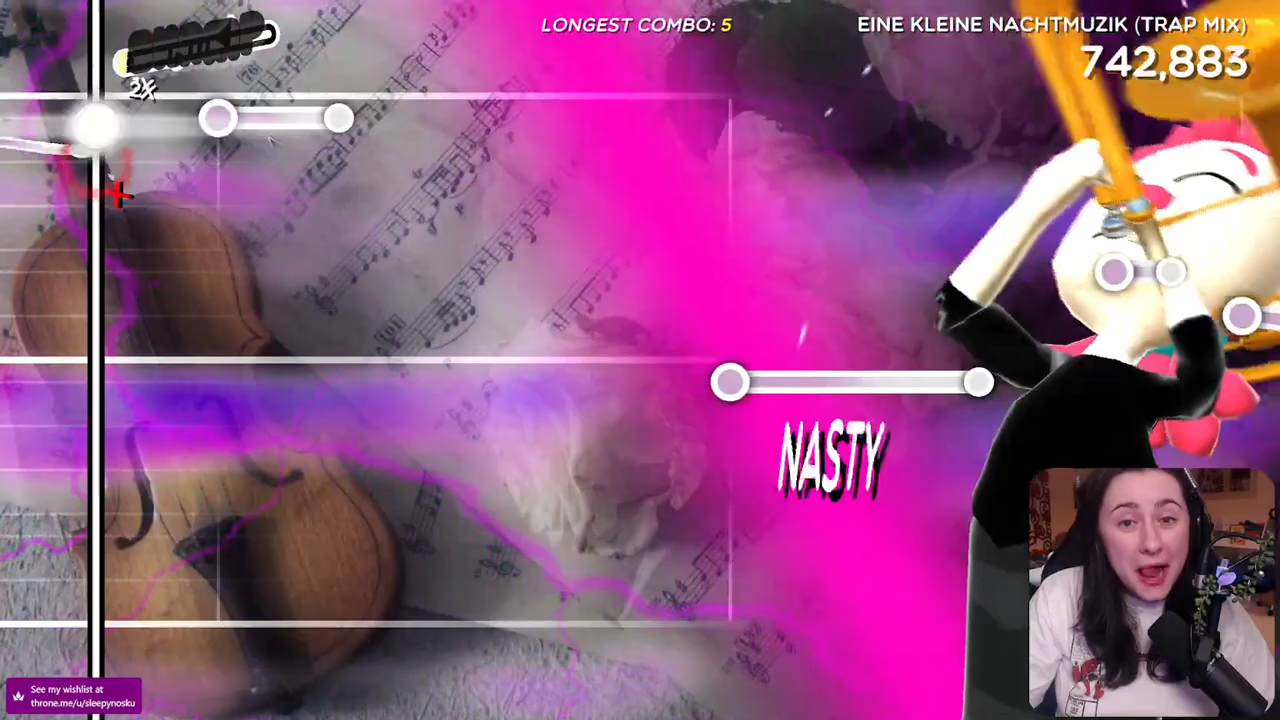 LONGEST COMBO: 5
EINE KLEINE NACHTMUZIK (TRAP MIX)
742,883
2x
NASTY
See my wishlist at
throne.me/u/sleepynosku